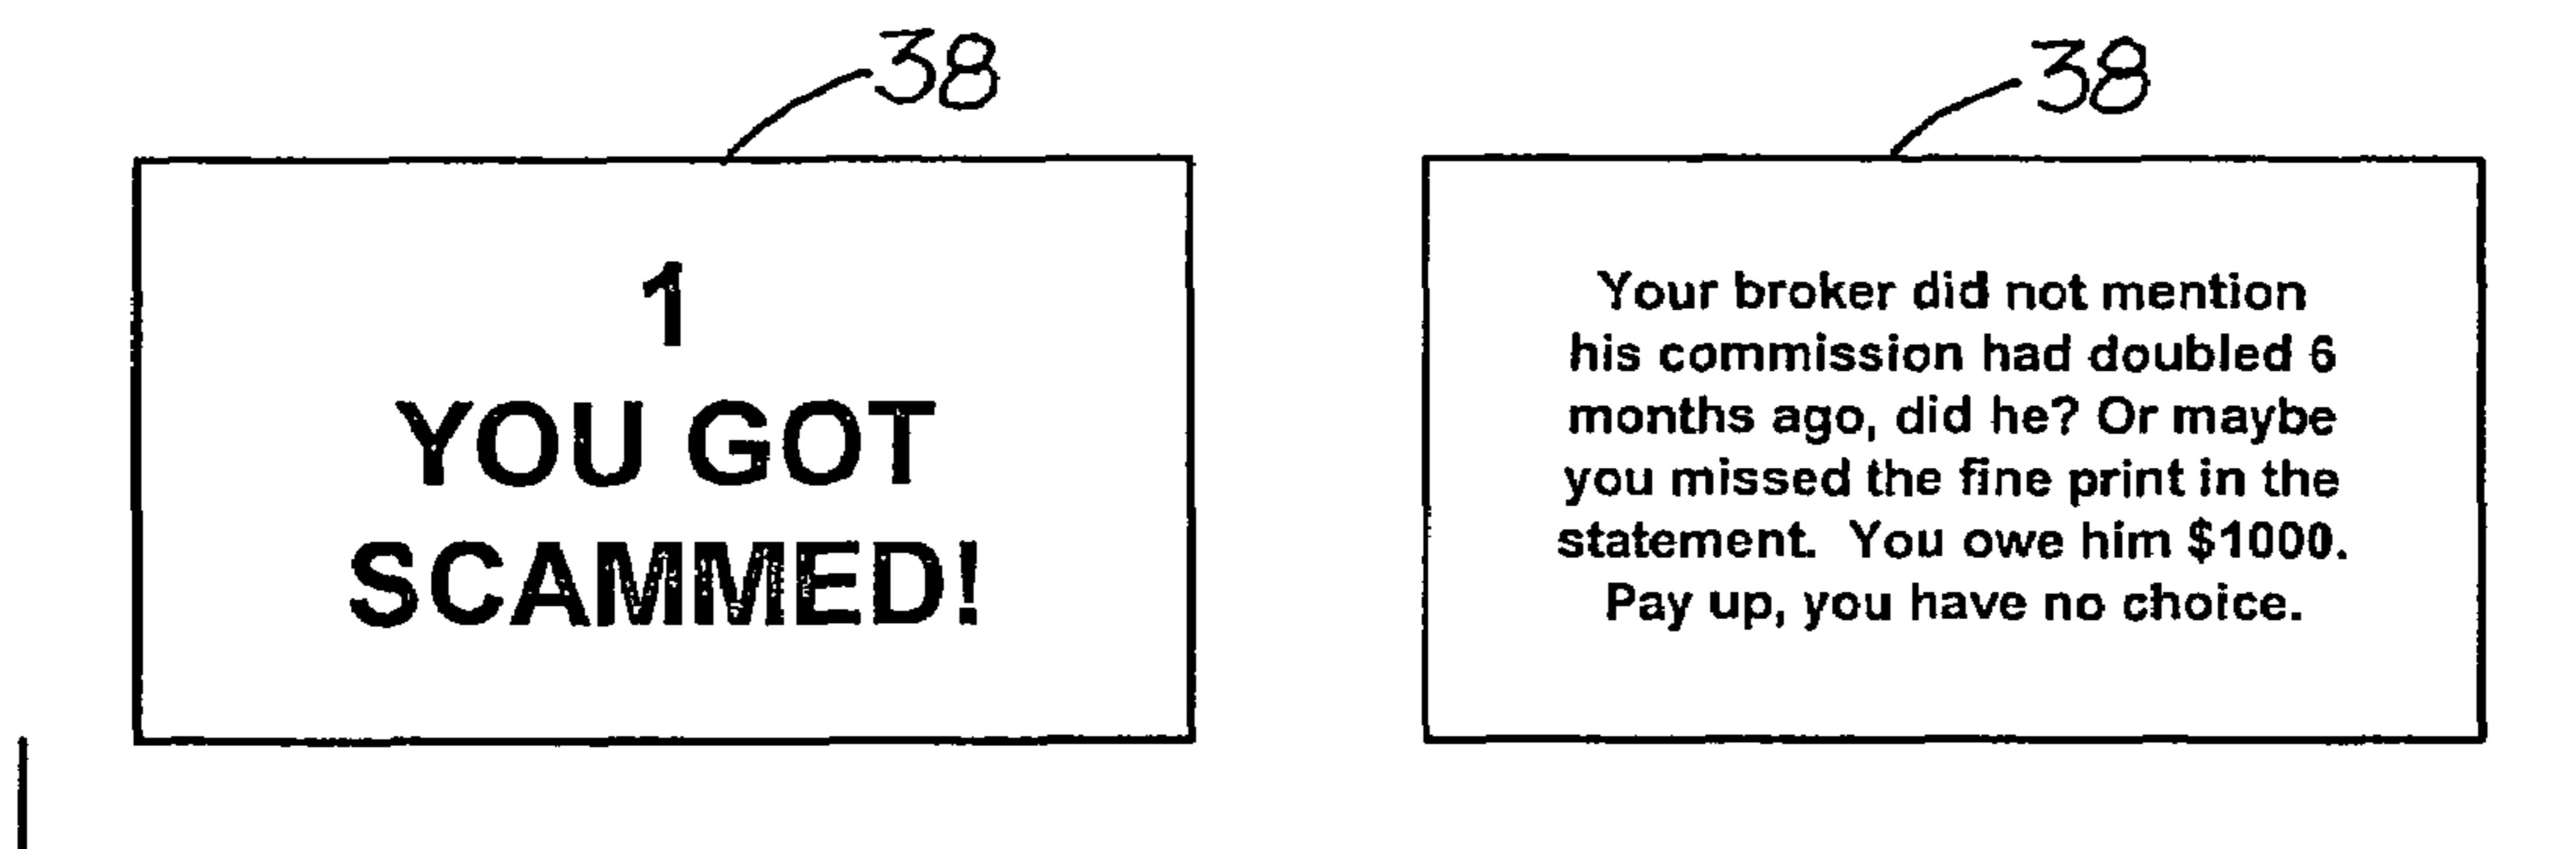 38
1
YOU GOT
SCAMMED!
38
Your broker did not mention
his commission had doubled 6
months ago, did he? Or maybe
you missed the fine print in the
statement.  You owe him $1000.
Pay up, you have no choice.